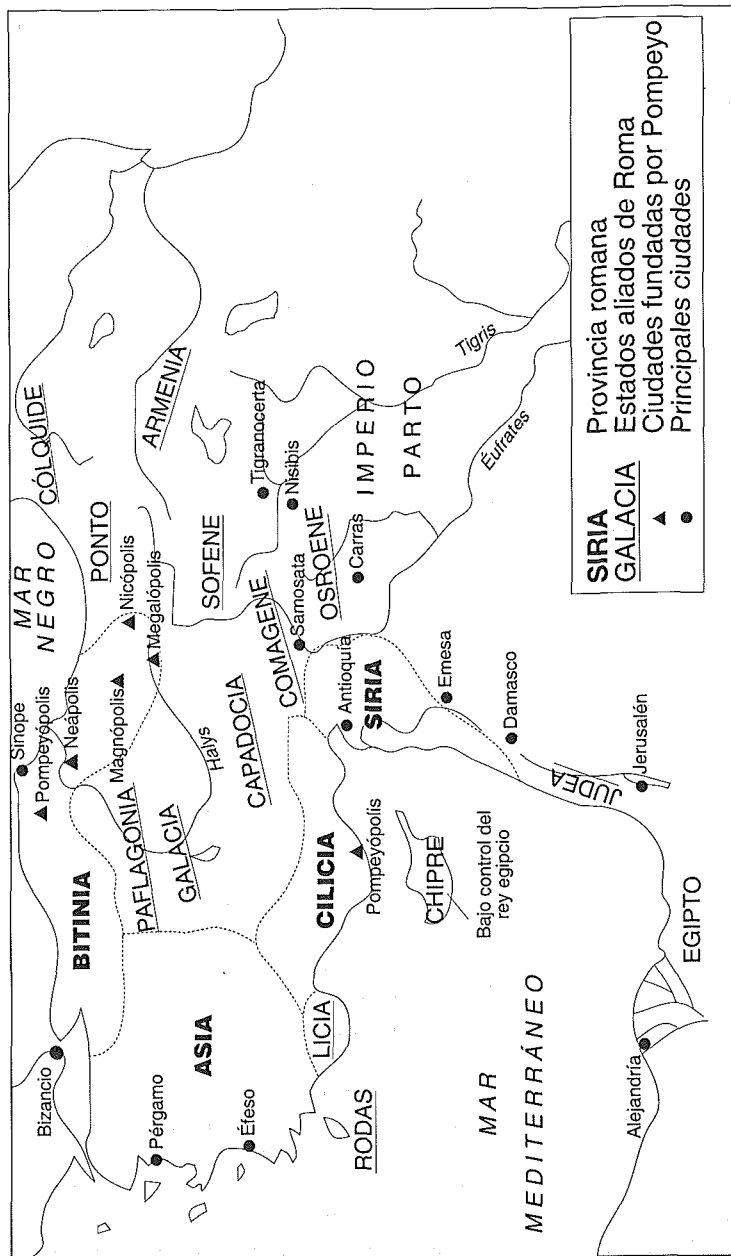 MAR
NEGRO
CÓLQUIDE
Sinope
Pompeyópolis
Neápolis
PONTO
Nicópolis
Magnópolis
Megalópolis
ARMENIA
Bizancio
BITINIA
PAFLAGONIA
GALACIA
Halys
CAPADOCIA
SOFENE
Tigranocerta
Nisibis
COMAGENE
Samosata
OSROENE
Carras
IMPERIO
PARTO
Tigris
Éufrates
Pérgamo
ASIA
Éfeso
CILICIA
LICIA
Pompeyópolis
Antioquía
SIRIA
Emesa
Damasco
RODAS
CHIPRE
Bajo control del
rey egipcio
MAR
MEDITERRÁNEO
JUDEA
Jerusalén
Alejandría
EGIPTO
SIRIA Provincia romana
GALACIA Estados aliados de Roma
Ciudades fundadas por Pompeyo
Principales ciudades